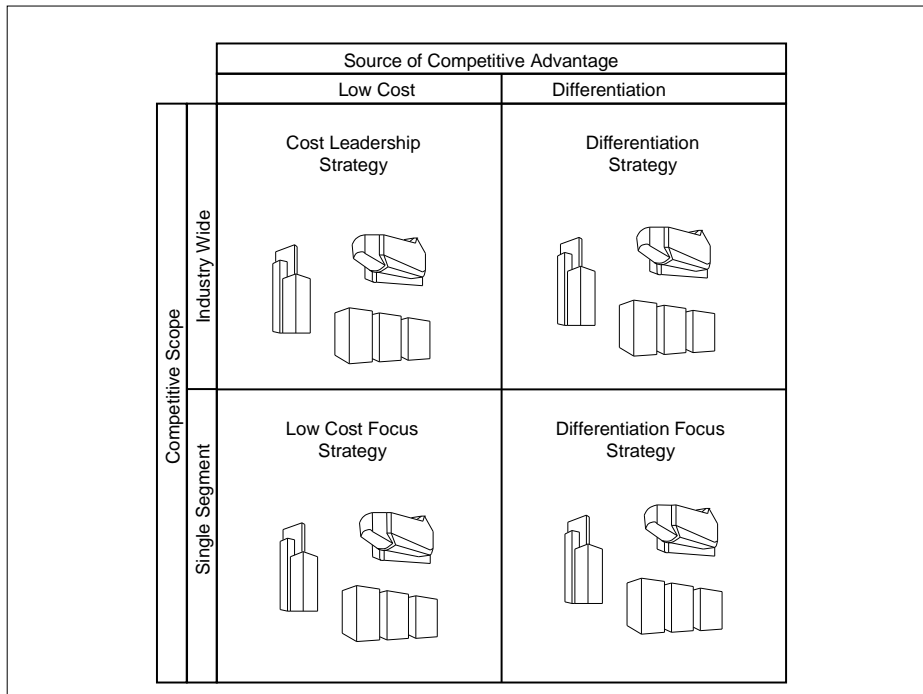 Source of Competitive Advantage
Low Cost
Differentiation
Competitive Scope
Industry Wide
Cost Leadership
Strategy
Differentiation
Strategy
Single Segment
Low Cost Focus
Strategy
Differentiation Focus
Strategy